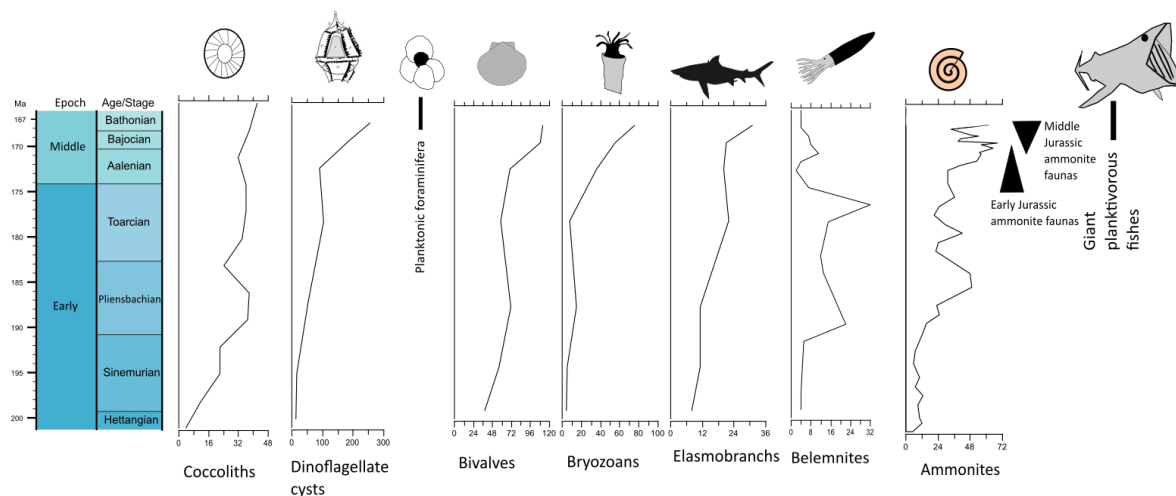 Ma Epoch Age/Stage
167
170
175
180
185
190
195
200
Middle
Early
Bathonian
Bajocian
Aalenian
Toarcian
Pliensbachian
Sinemurian
Hettangian
0 16 32 48
Coccoliths
0 100 200 300
Dinoflagellate
cysts
Planktonic foraminifera
0 24 48 72 96 120
Bivalves
0 20 40 60 80 100
Bryozoans
0 12 24 36
Elasmobranchs
0 8 16 24 32
Belemnites
0 18 36 54 72
Ammonites
Middle
Jurassic
ammonite
faunas
Early Jurassic
ammonite faunas
Giant
planktivorous
fishes